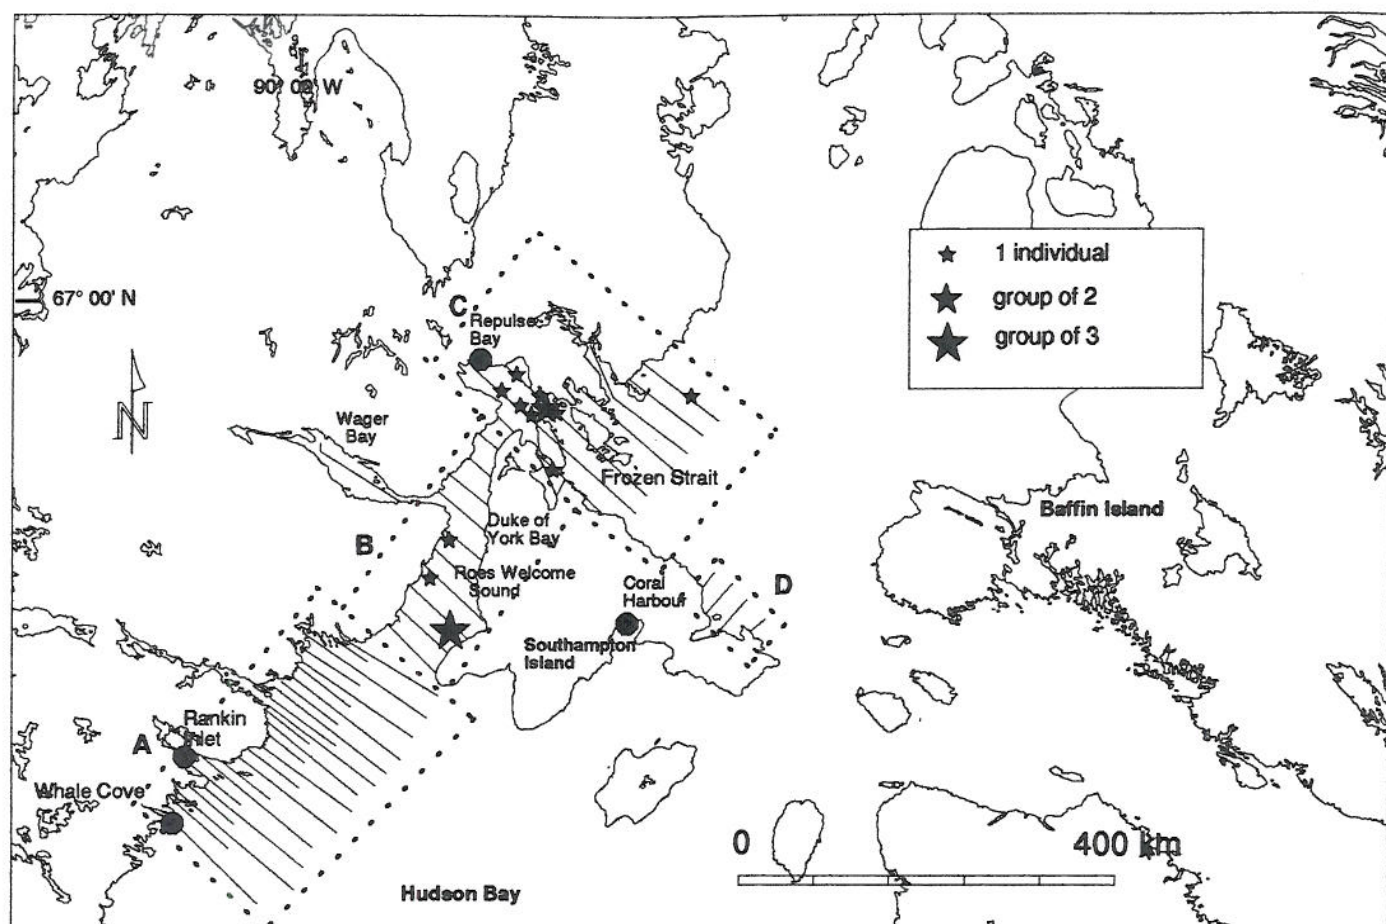 90° 00' W
1 individual
group of 2
group of 3
67° 00' N
C
Repulse
Bay
N
Wager
Bay
Frozen Strait
Baffin Island
Duke of
York Bay
B
Roes Welcome
Sound
Coral
Harbour
D
Southampton
Island
Rankin
Inlet
A
Whale Cove
0
400 km
Hudson Bay